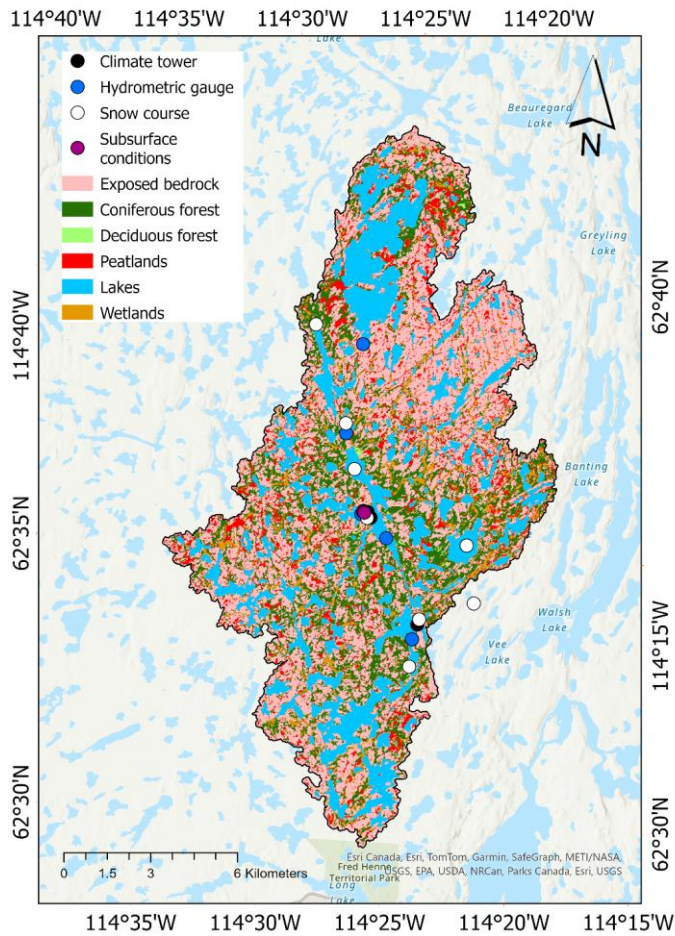 114°35'W 114°30'W 114°25'W 114°20'W
Lake
Climate tower
Hydrometric gauge
Snow course
Subsurface
conditions
Exposed bedrock
Coniferous forest
Deciduous forest
Peatlands
Lakes
Wetlands
Beauregard
Lake
N
Greyling
Lake
114°40'W
62°40'N
Banting
Lake
62°35'N
Walsh
Lake
Vee
Lake
114°15'W
62°30'N
62°30'N
0 1.5 3 6 Kilometers
Fred Henne
Territorial Park
Long
Lake
Esri Canada, Esri, TomTom, Garmin, SafeGraph, METI/NASA,
USGS, EPA, USDA, NRCan, Parks Canada, Esri, USGS
114°35'W 114°30'W 114°25'W 114°20'W 114°15'W